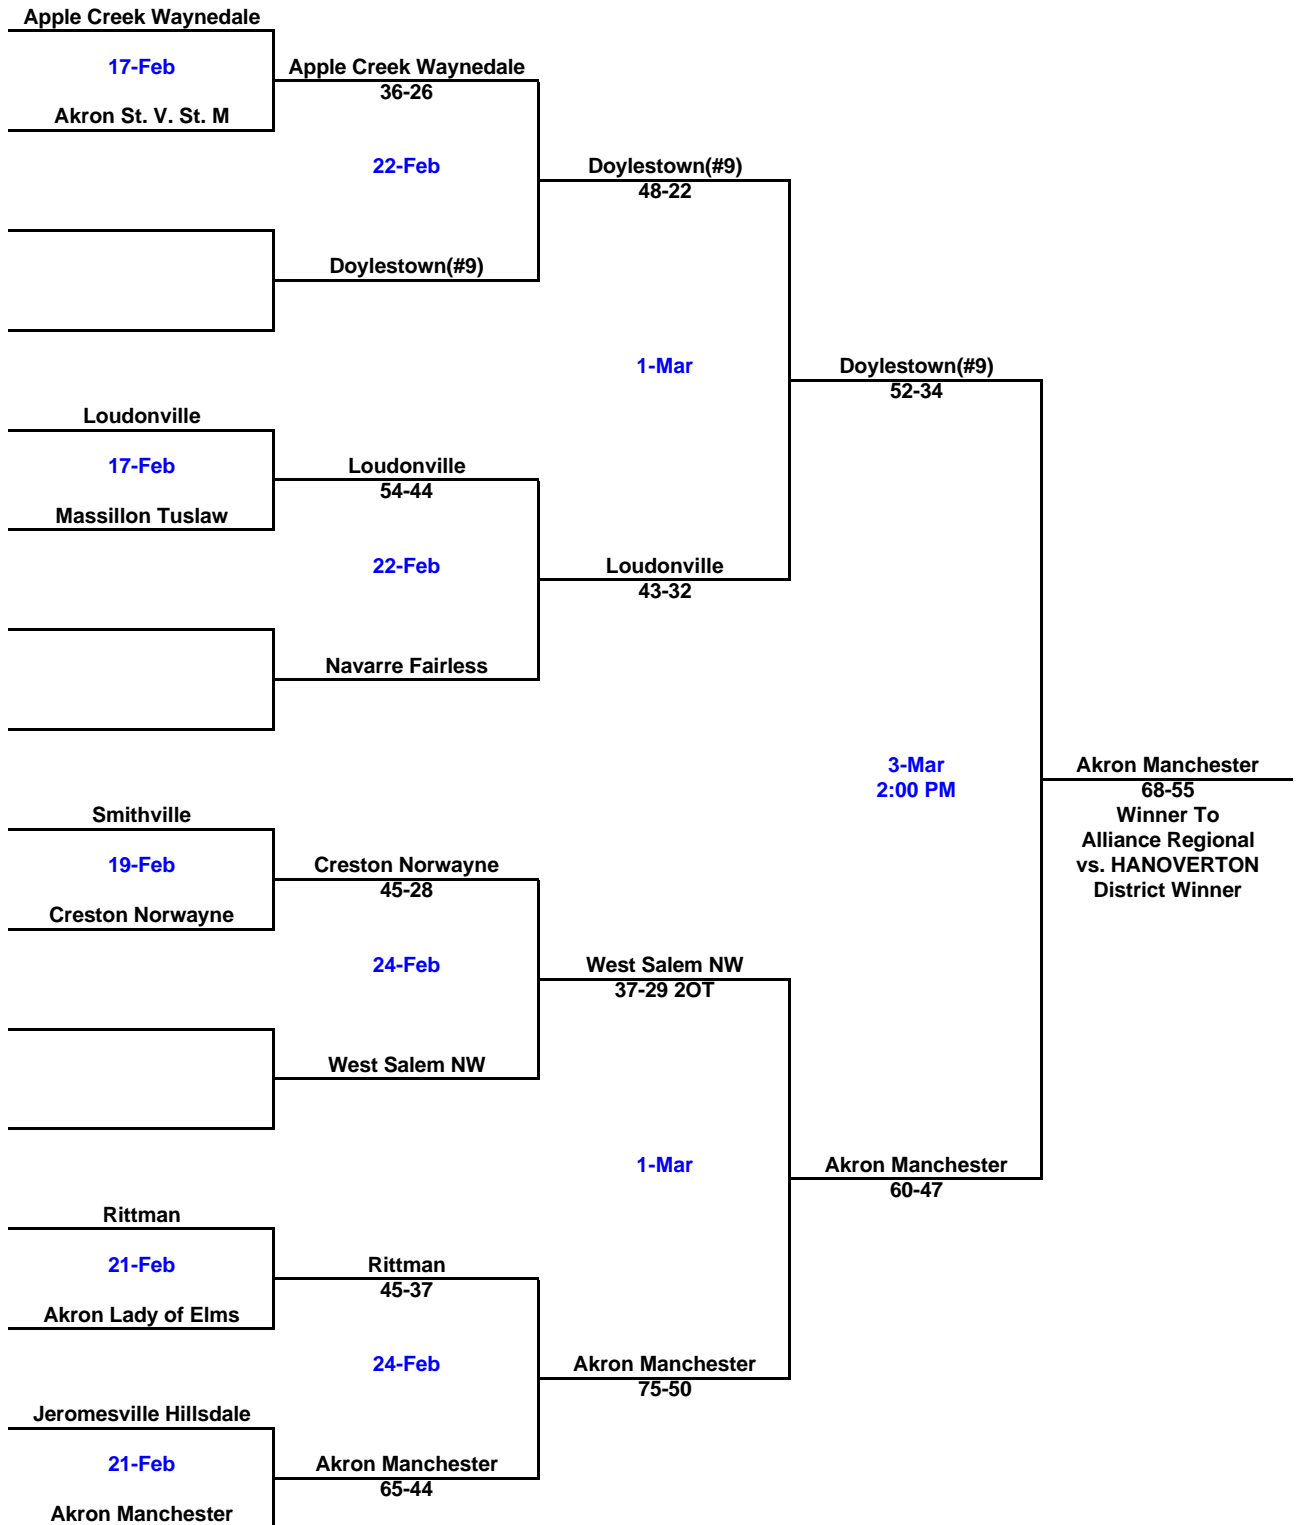 Apple Creek Waynedale
17-Feb
Akron St. V. St. M
Apple Creek Waynedale
36-26
22-Feb
Doylestown(#9)
Doylestown(#9)
48-22
1-Mar
Loudonville
17-Feb
Massillon Tuslaw
Loudonville
54-44
22-Feb
Navarre Fairless
Loudonville
43-32
Doylestown(#9)
52-34
3-Mar
2:00 PM
Smithville
19-Feb
Creston Norwayne
Creston Norwayne
45-28
24-Feb
West Salem NW
West Salem NW
37-29 2OT
1-Mar
Rittman
21-Feb
Akron Lady of Elms
Rittman
45-37
24-Feb
Jeromesville Hillsdale
21-Feb
Akron Manchester
Akron Manchester
65-44
Akron Manchester
75-50
Akron Manchester
60-47
Akron Manchester
68-55
Winner To
Alliance Regional
vs. HANOVERTON
District Winner